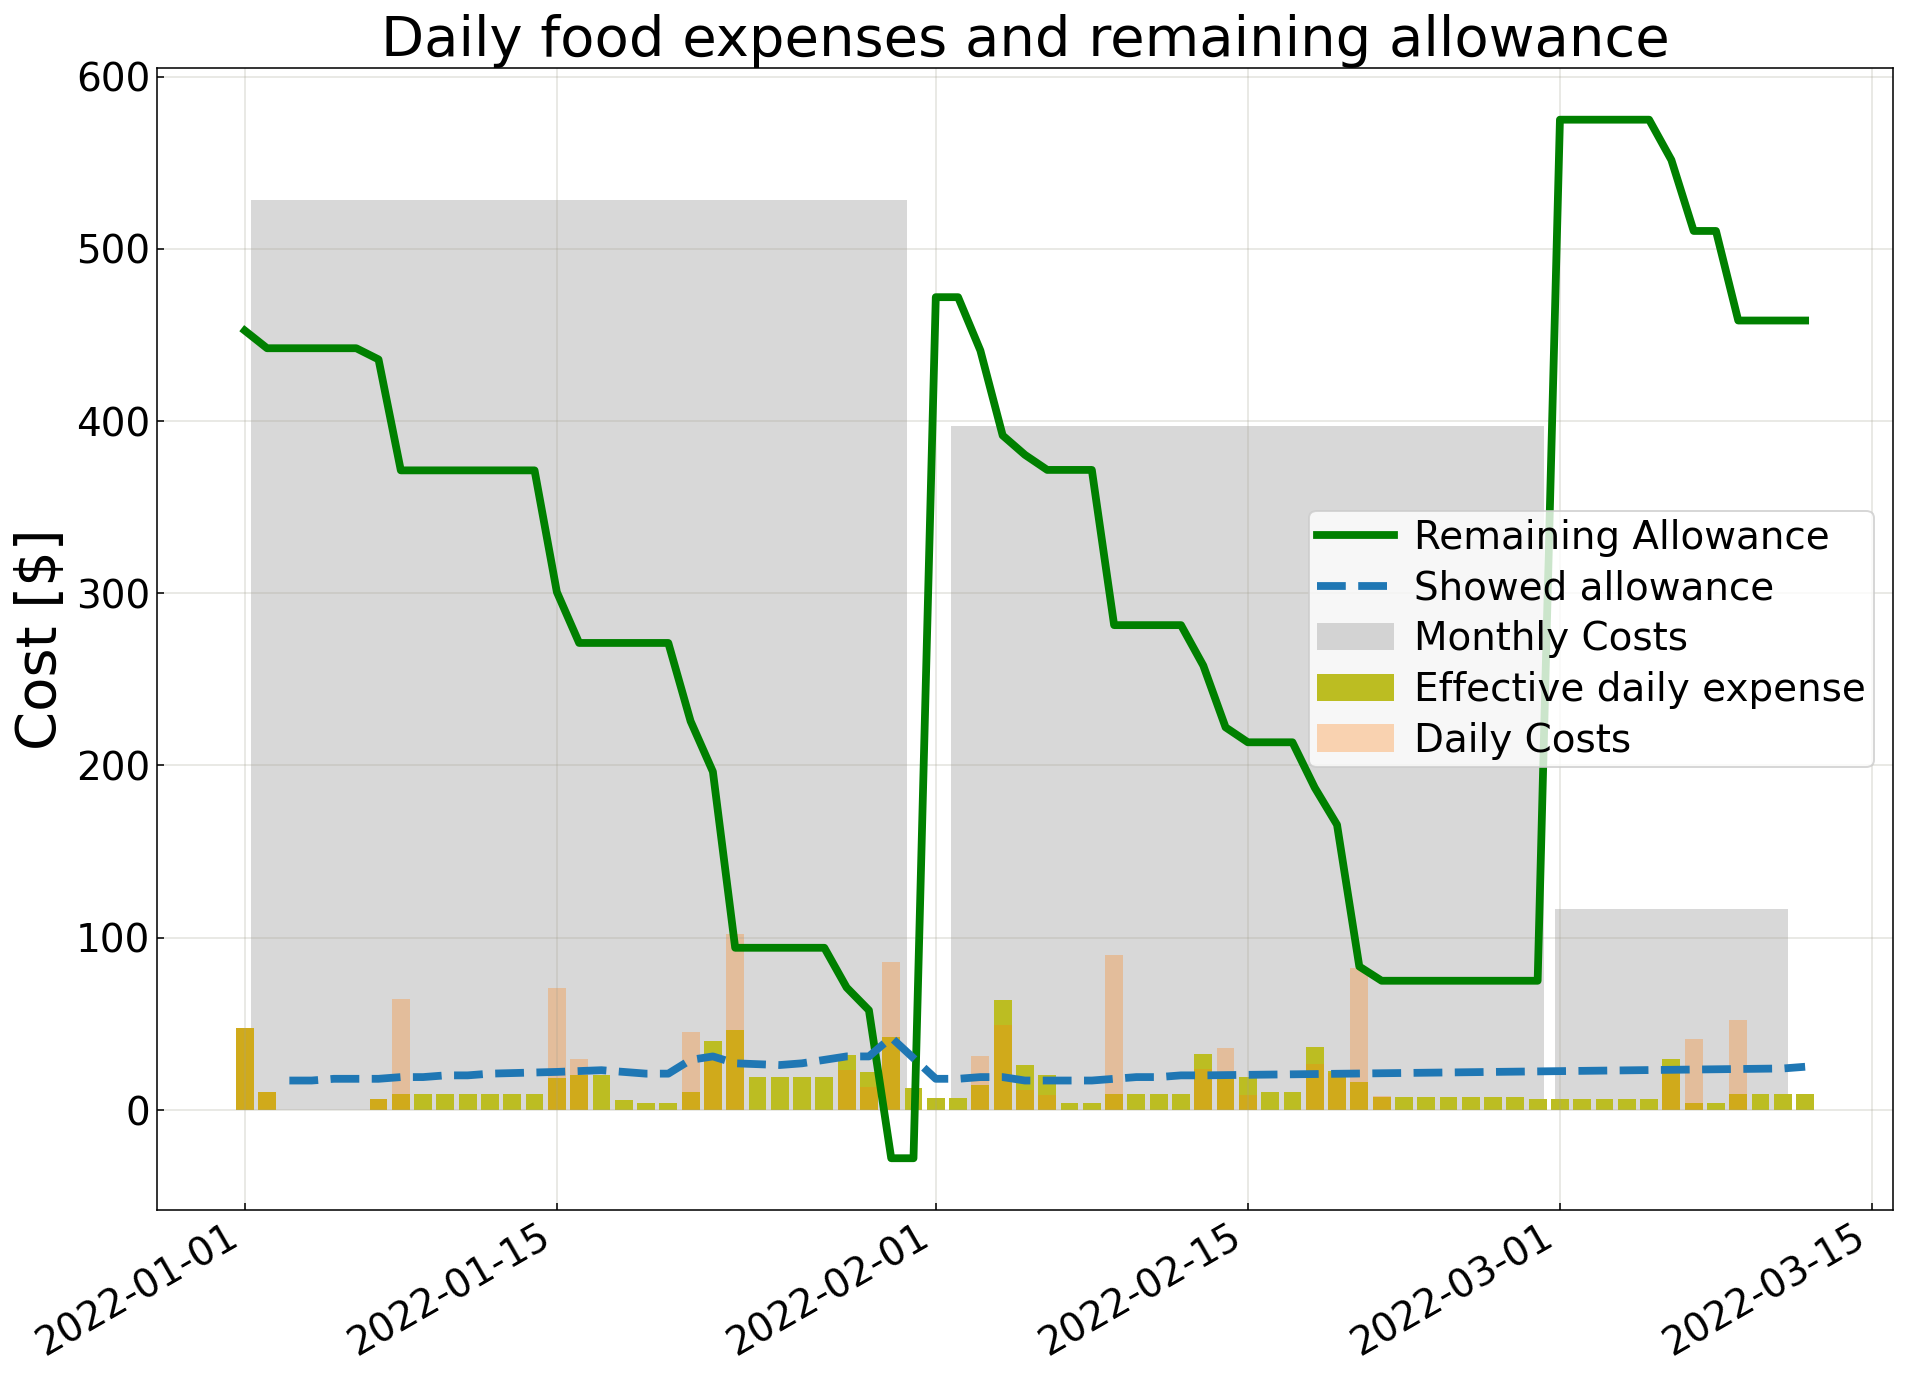 Daily food expenses and remaining allowance
Cost [$]
600
500
400
300
200
100
0
Remaining Allowance
Showed allowance
Monthly Costs
Effective daily expense
Daily Costs
2022-01-01
2022-01-15
2022-02-01
2022-02-15
2022-03-01
2022-03-15